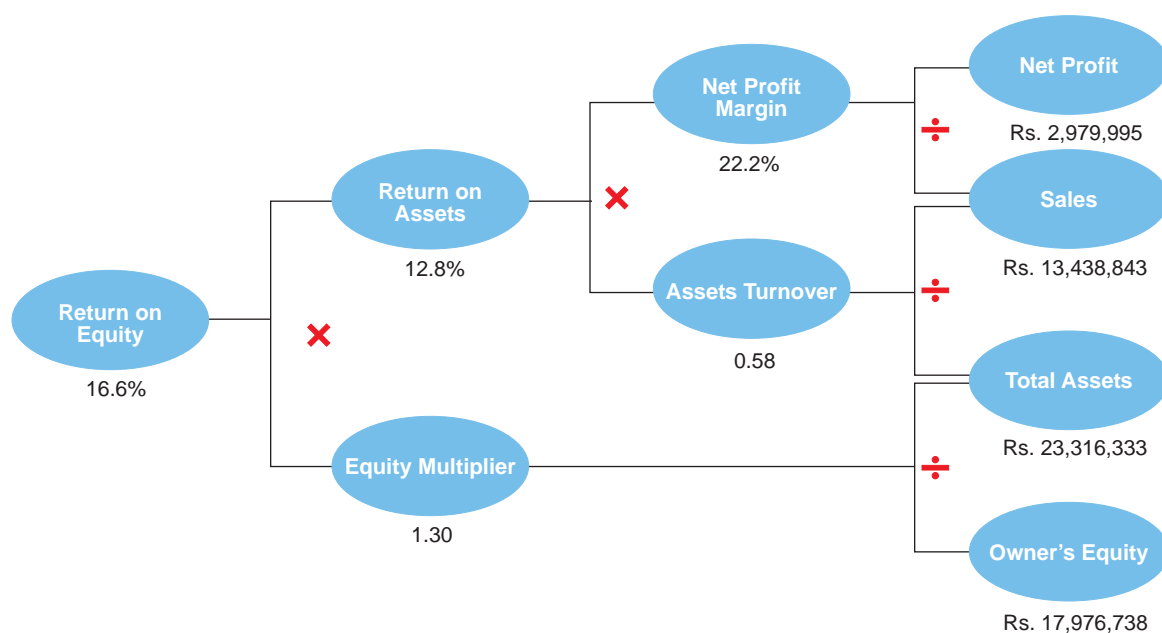 Net Profit
Rs. 2,979,995
Net Profit
Margin
22.2%
Return on
Assets
12.8%
Sales
Rs. 13,438,843
Assets Turnover
0.58
Return on
Equity
16.6%
Total Assets
Rs. 23,316,333
Equity Multiplier
1.30
Owner's Equity
Rs. 17,976,738